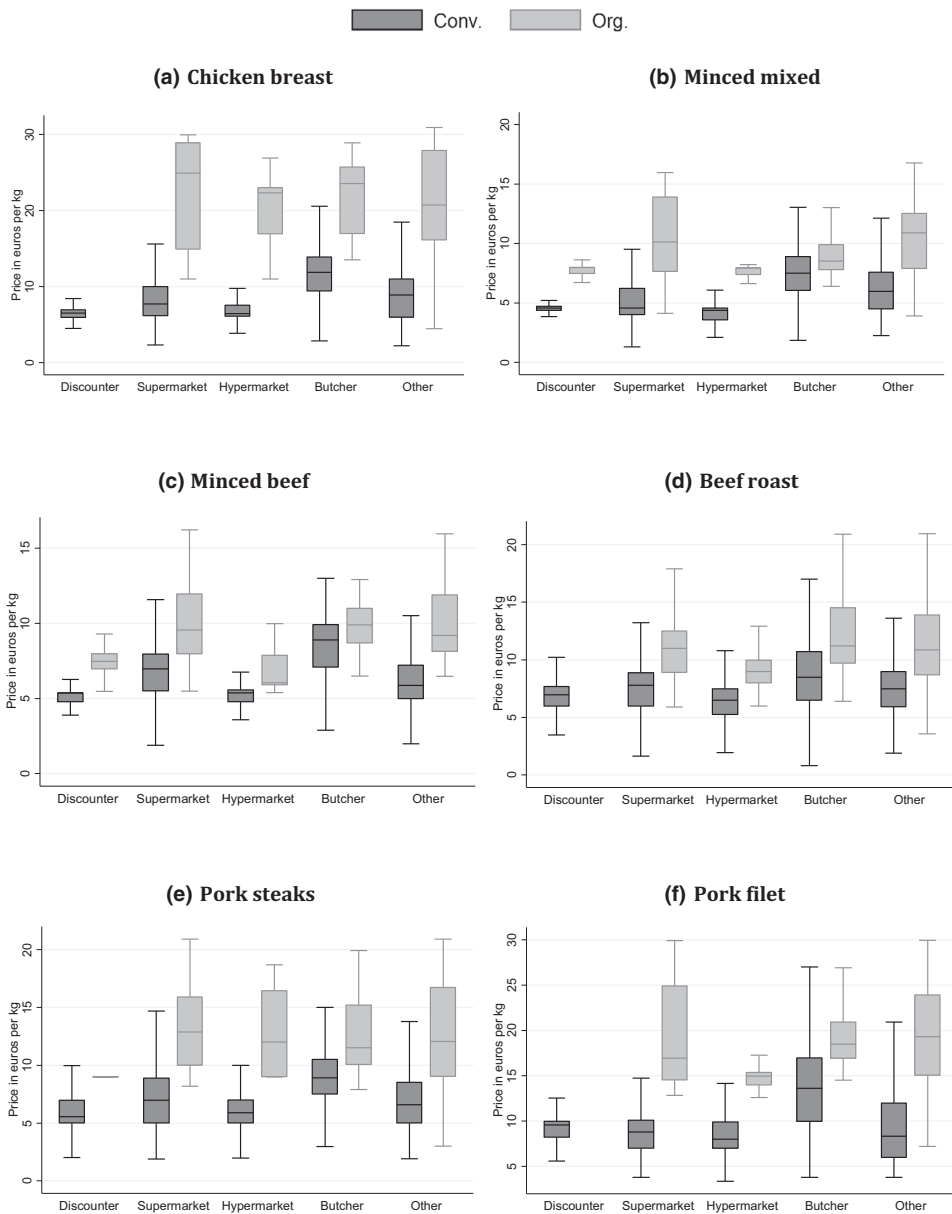 Conv. Org.
(a) Chicken breast
Price in euros per kg
30
20
10
0
Discounter Supermarket Hypermarket Butcher Other
(b) Minced mixed
Price in euros per kg
20
15
10
5
0
Discounter Supermarket Hypermarket Butcher Other
(c) Minced beef
Price in euros per kg
15
10
5
0
Discounter Supermarket Hypermarket Butcher Other
(d) Beef roast
Price in euros per kg
20
15
10
5
0
Discounter Supermarket Hypermarket Butcher Other
(e) Pork steaks
Price in euros per kg
20
15
10
5
0
Discounter Supermarket Hypermarket Butcher Other
(f) Pork filet
Price in euros per kg
30
25
20
15
10
5
Discounter Supermarket Hypermarket Butcher Other